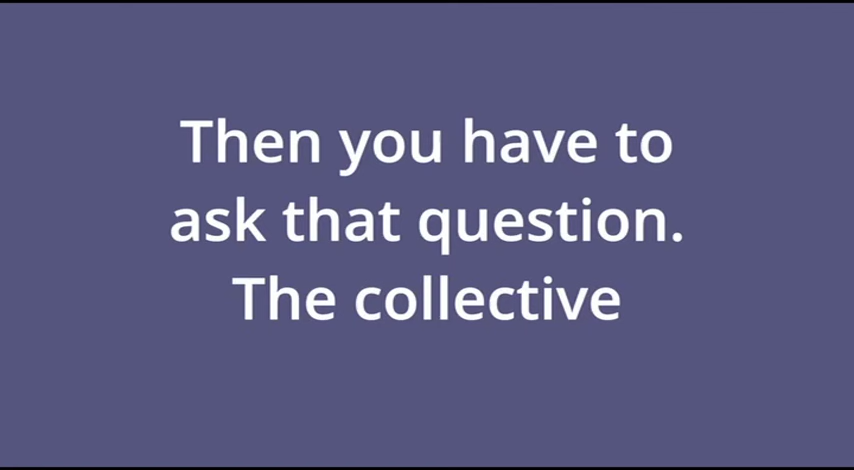 Then you have to
ask that question.
The collective